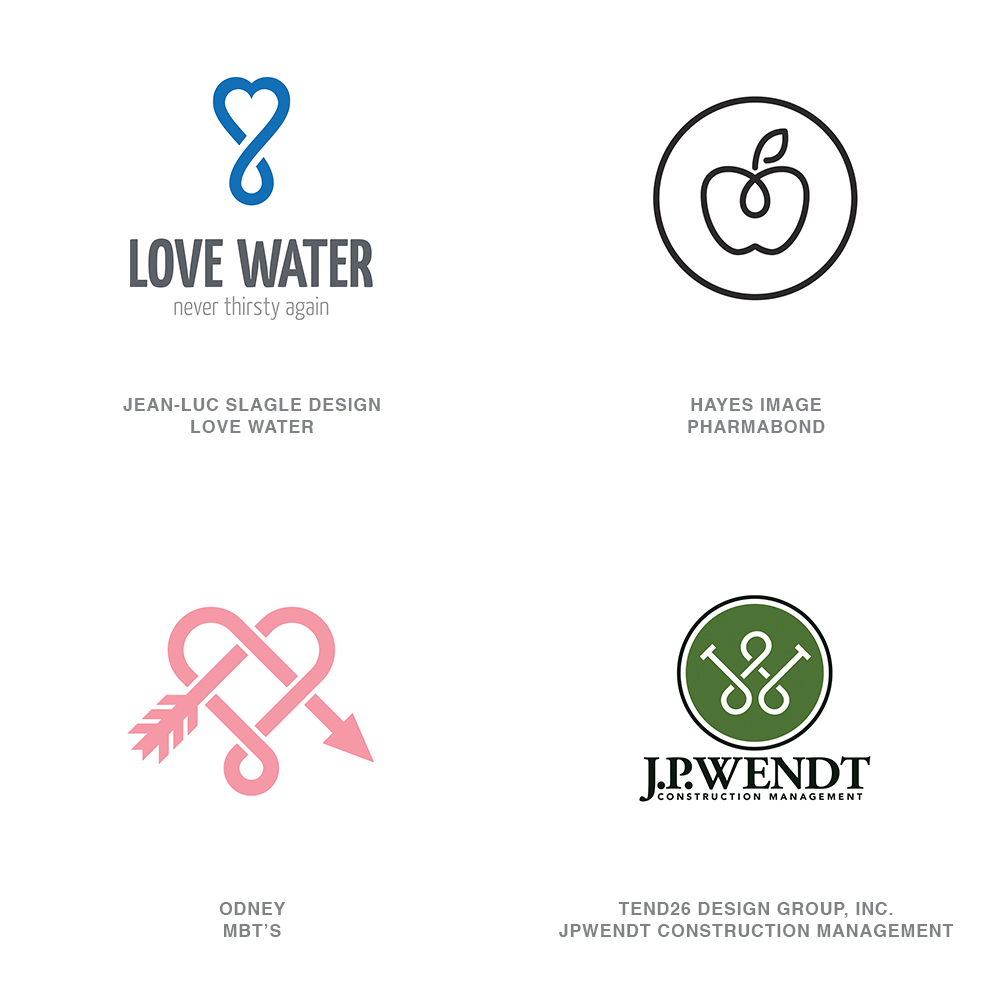 LOVE WATER
never thirsty again
JEAN-LUC SLAGLE DESIGN
LOVE WATER
HAYES IMAGE
PHARMABOND
ODNEY
MBT'S
J.P.WENDT
CONSTRUCTION MANAGEMENT
TEND26 DESIGN GROUP, INC.
JPWENDT CONSTRUCTION MANAGEMENT